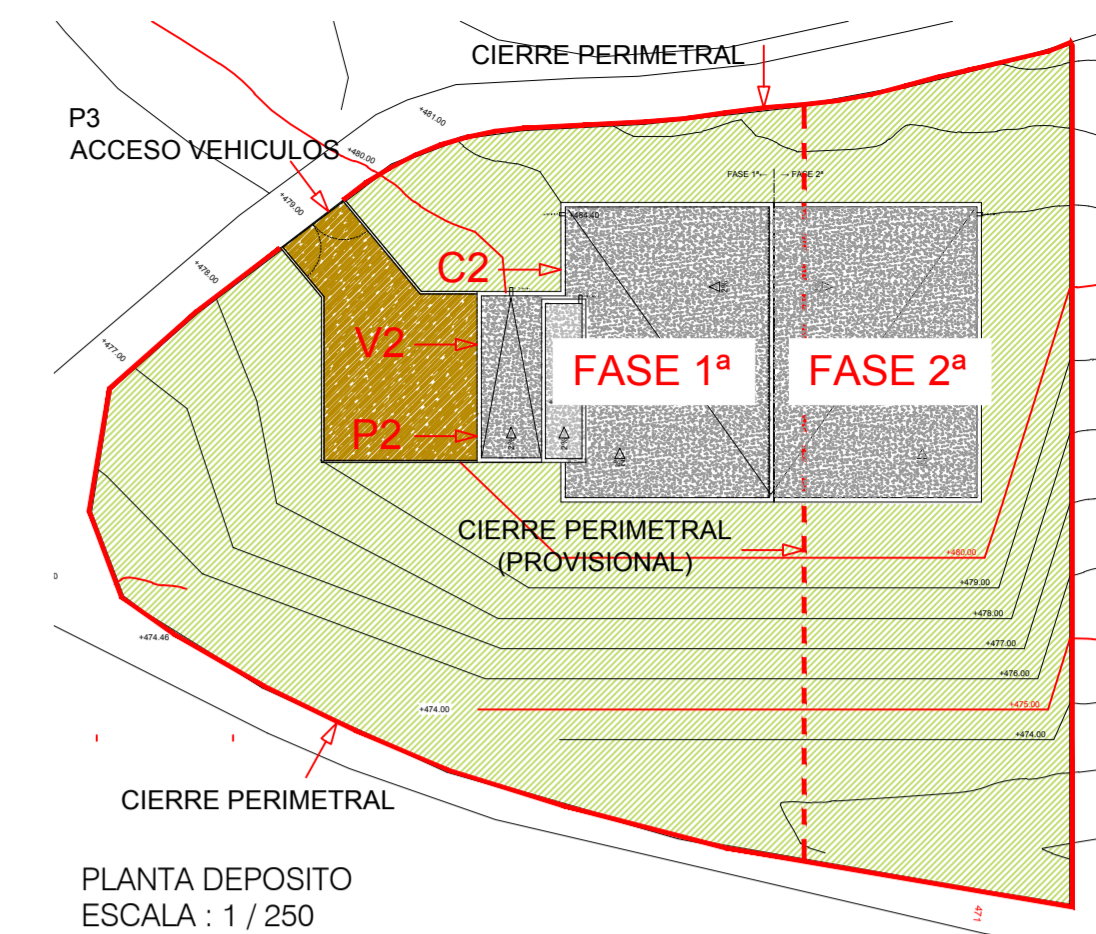 CIERRE PERIMETRAL
P3
ACCESO VEHICULOS
+481.00
+480.00
+479.00
+478.00
+477.00
FASE 1ª← → FASE 2ª
+484.40
C2
V2
P2
FASE 1ª
FASE 2ª
CIERRE PERIMETRAL
(PROVISIONAL)
+480.00
+479.00
+478.00
+477.00
+476.00
+475.00
+474.00
+474.00
+474.46
CIERRE PERIMETRAL
471
PLANTA DEPOSITO
ESCALA : 1 / 250